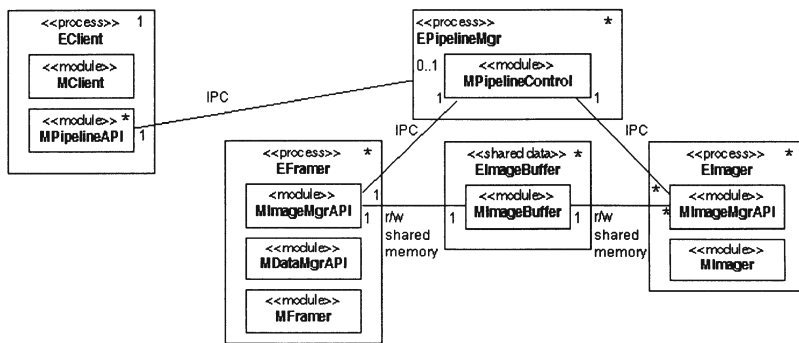 <<process>> 1
EClient
<<module>>
MClient
<<module>> *
MPipelineAPI
1
IPC
<<process>> *
EPipelineMgr
0..1
<<module>>
MPipelineControl
1
1
IPC
IPC
<<process>> *
EFramer
<<module>>
MImageMgrAPI
1
1
r/w
shared
memory
<<module>>
MDataMgrAPI
<<module>>
MFramer
<<shared data>> *
EImageBuffer
<<module>>
MImageBuffer
1
1
r/w
shared
memory
<<process>> *
EImager
*
*
<<module>>
MImageMgrAPI
<<module>>
MImager